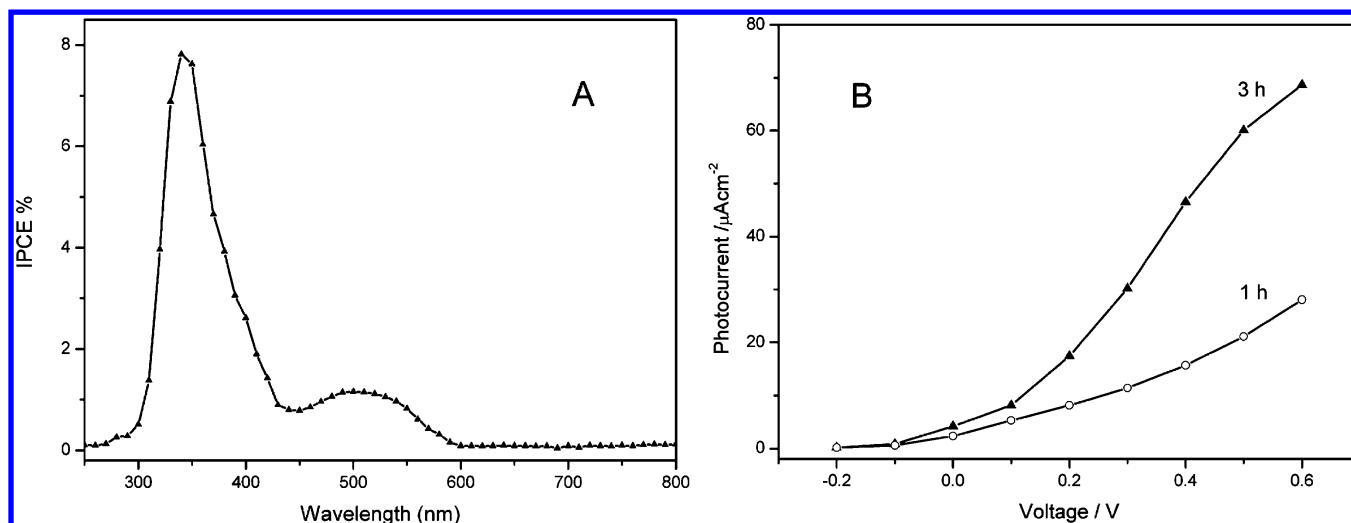 8
6
4
2
0
IPCE %
A
300
400
500
600
700
800
Wavelength (nm)
80
60
40
20
0
Photocurrent /μAcm⁻²
B
3 h
1 h
-0.2
0.0
0.2
0.4
0.6
Voltage / V